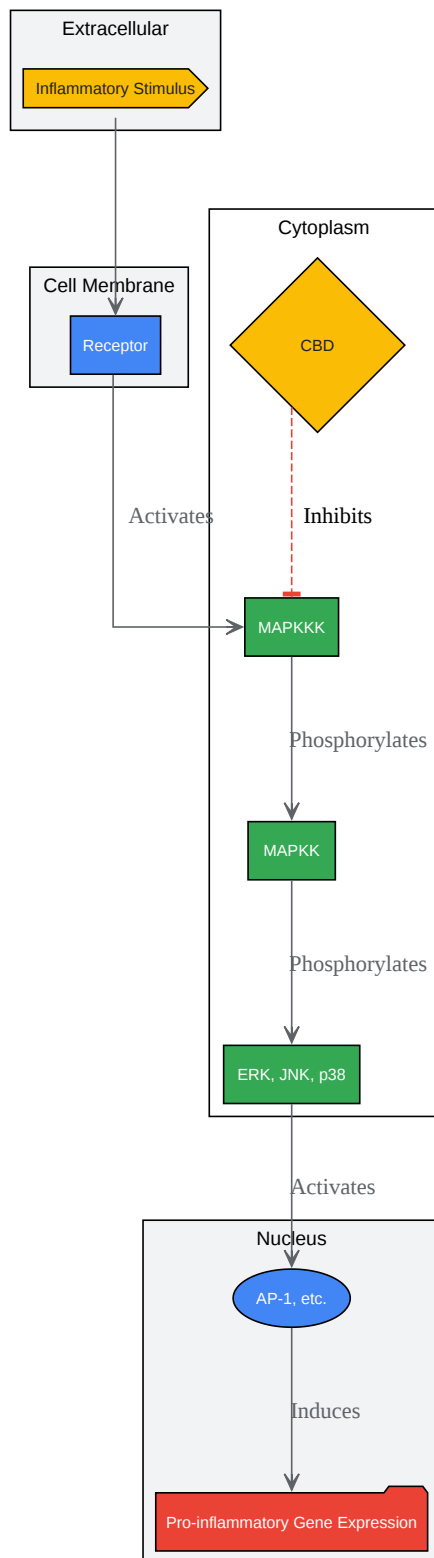 Extracellular
Inflammatory Stimulus
Cytoplasm
Cell Membrane
CBD
Receptor
Activates
Inhibits
MAPKKK
Phosphorylates
MAPKK
Phosphorylates
ERK, JNK, p38
Activates
Nucleus
AP-1, etc.
Induces
Pro-inflammatory Gene Expression